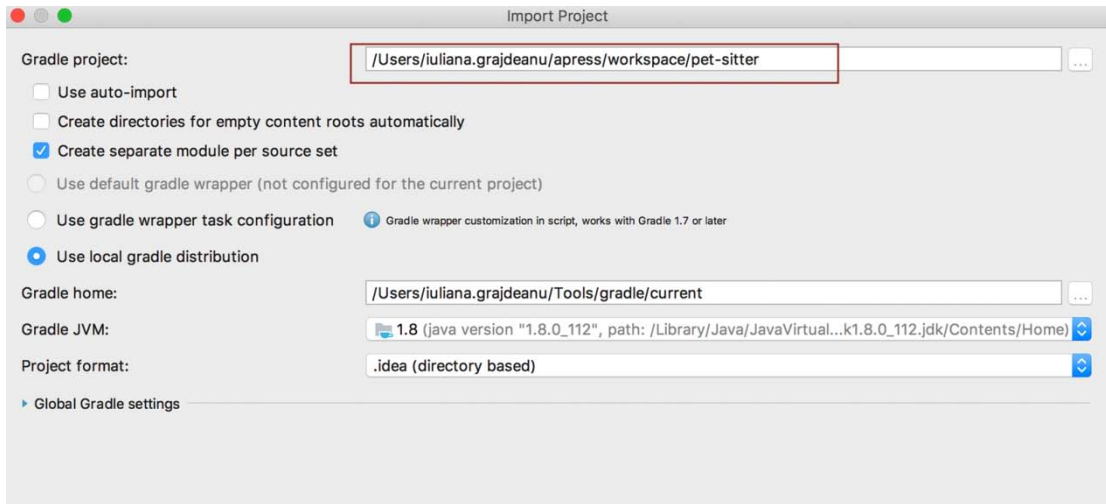 Import Project
Gradle project: /Users/iuliana.grajdeanu/apress/workspace/pet-sitter ...
Use auto-import
Create directories for empty content roots automatically
Create separate module per source set
Use default gradle wrapper (not configured for the current project)
Use gradle wrapper task configuration Gradle wrapper customization in script, works with Gradle 1.7 or later
Use local gradle distribution
Gradle home: /Users/iuliana.grajdeanu/Tools/gradle/current ...
Gradle JVM: 1.8 (java version "1.8.0_112", path: /Library/Java/JavaVirtual...k1.8.0_112.jdk/Contents/Home)
Project format: .idea (directory based)
Global Gradle settings